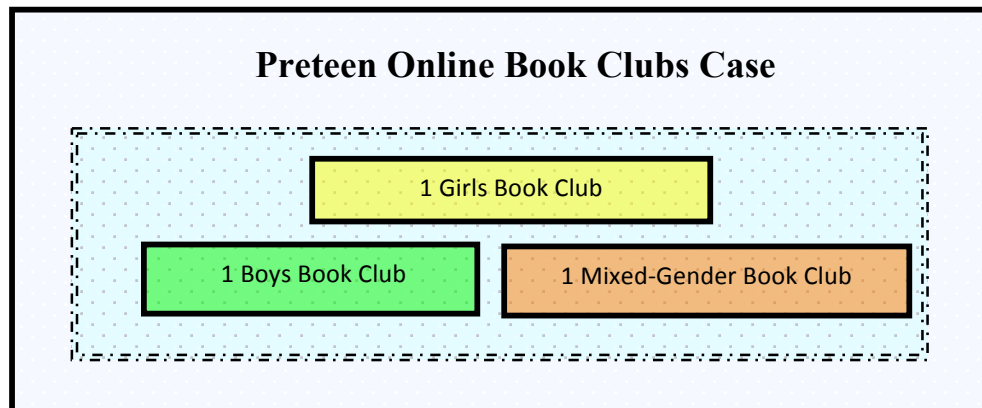 Preteen Online Book Clubs Case
1 Girls Book Club
1 Boys Book Club
1 Mixed-Gender Book Club